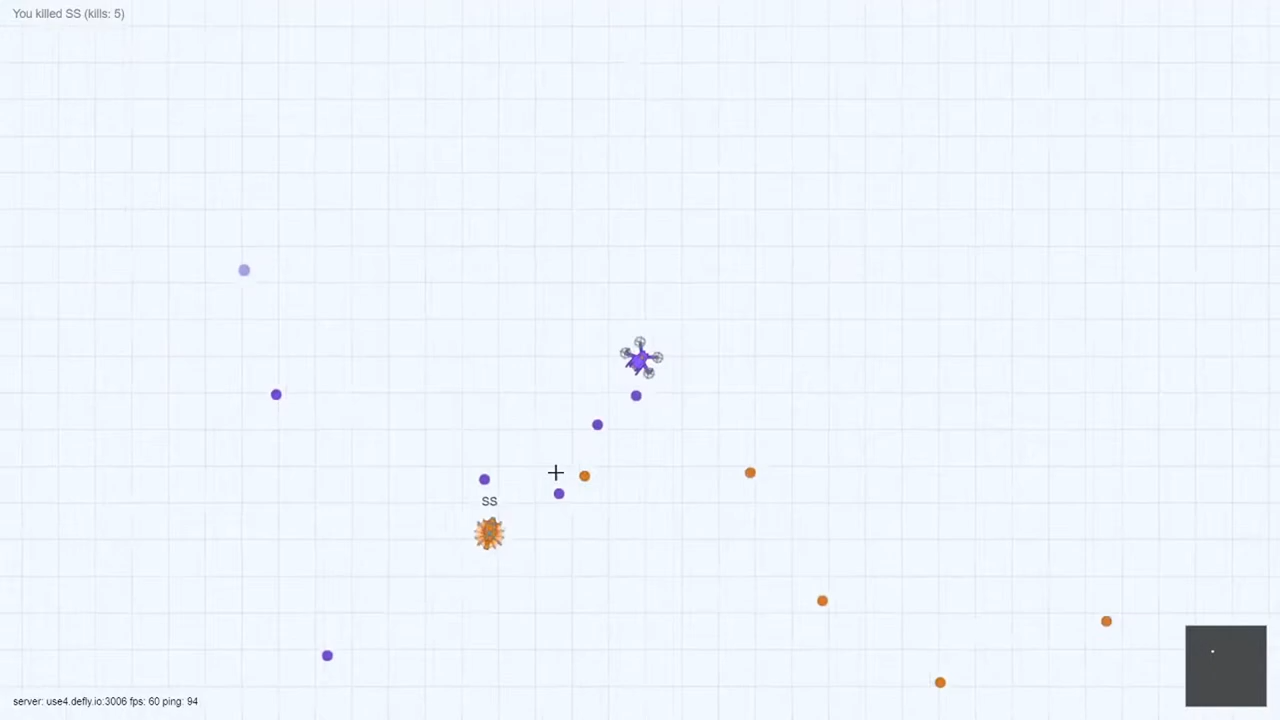 You killed SS (kills: 5)
SS
server: use4.defly.io:3006 fps: 60 ping: 94